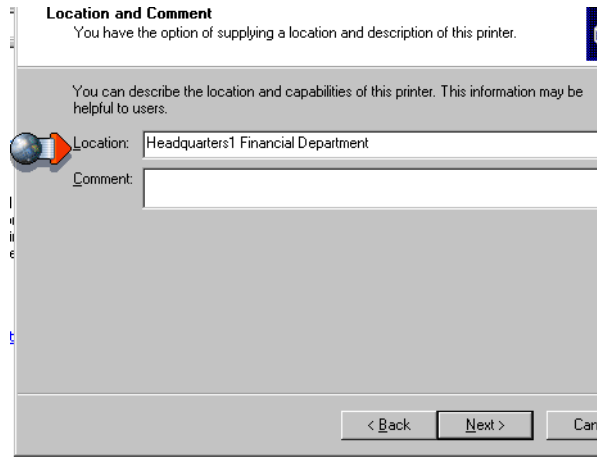 Location and Comment
You have the option of supplying a location and description of this printer.
You can describe the location and capabilities of this printer. This information may be
helpful to users.
Location: Headquarters1 Financial Department
Comment:
< Back Next > Can